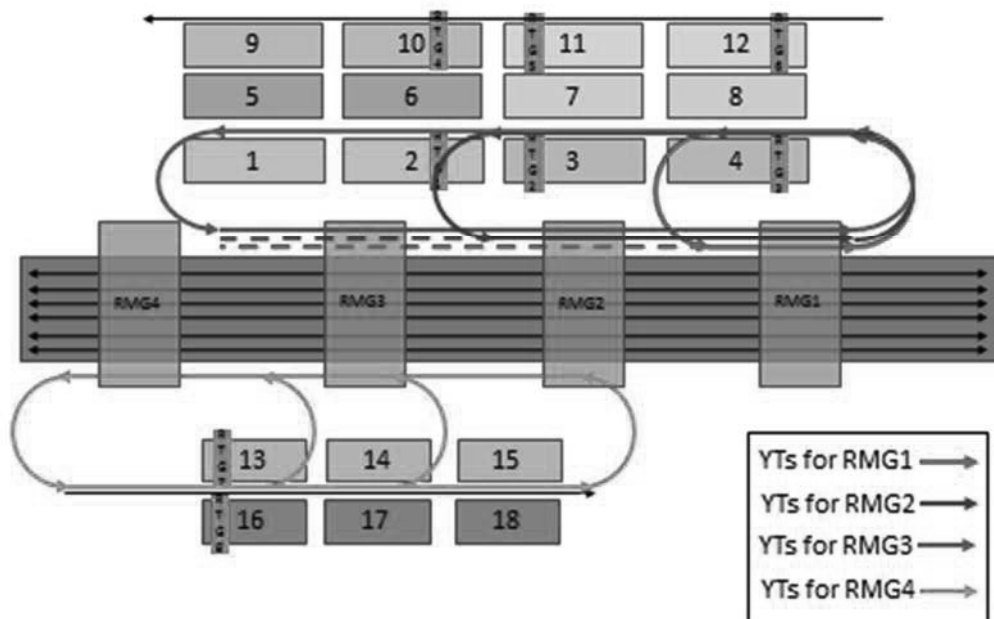 9 10 11 12
5 6 7 8
1 2 3 4
RMG4 RMG3 RMG2 RMG1
13 14 15
16 17 18
YTs for RMG1
YTs for RMG2
YTs for RMG3
YTs for RMG4